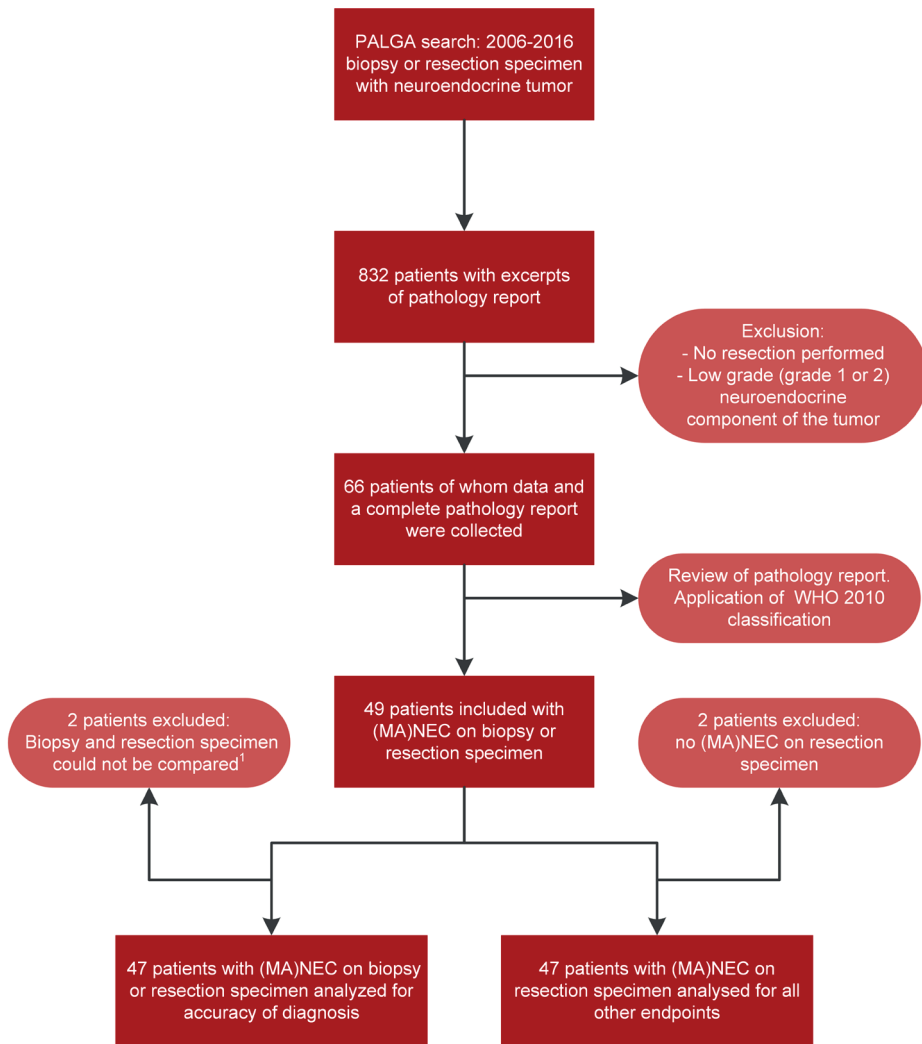 PALGA search: 2006-2016
biopsy or resection specimen
with neuroendocrine tumor
832 patients with excerpts
of pathology report
Exclusion:
- No resection performed
- Low grade (grade 1 or 2)
neuroendocrine
component of the tumor
66 patients of whom data and
a complete pathology report
were collected
Review of pathology report.
Application of WHO 2010
classification
49 patients included with
(MA)NEC on biopsy or
resection specimen
2 patients excluded:
Biopsy and resection specimen
could not be compared¹
2 patients excluded:
no (MA)NEC on resection
specimen
47 patients with (MA)NEC on biopsy
or resection specimen analyzed for
accuracy of diagnosis
47 patients with (MA)NEC on
resection specimen analysed for all
other endpoints